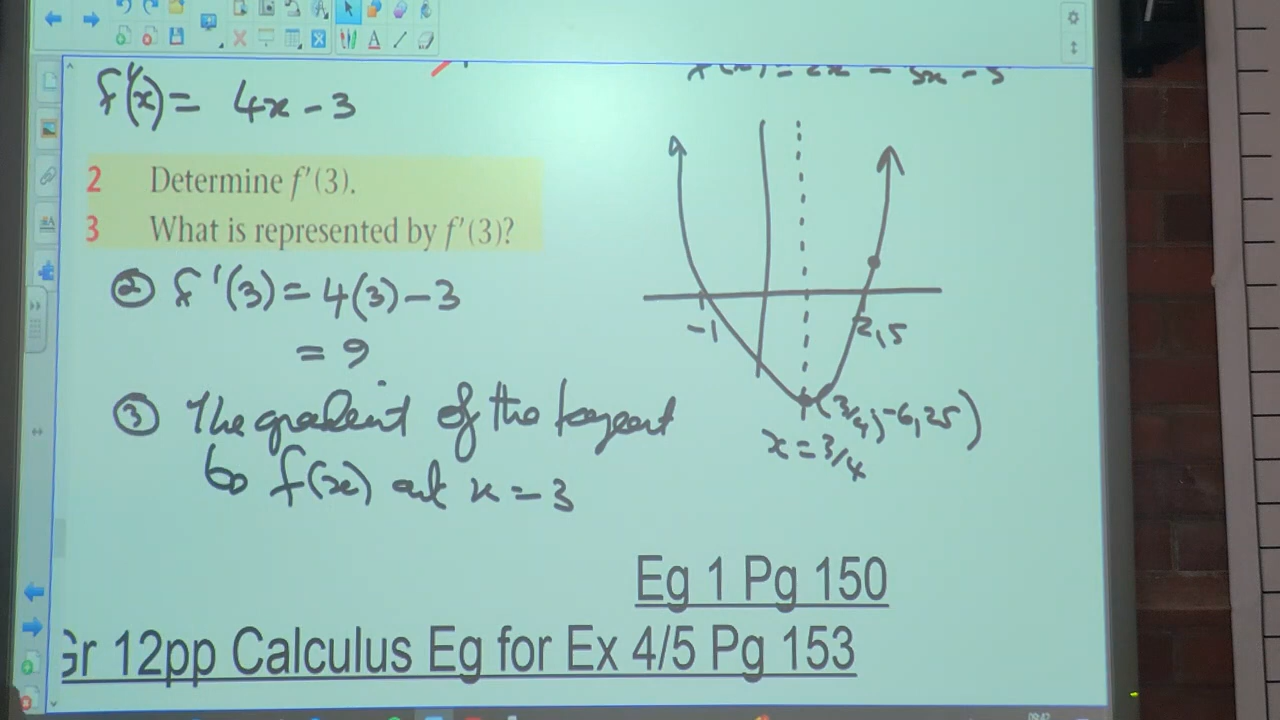 f'(x) = 4x - 3
2 Determine f'(3).
3 What is represented by f'(3)?
② f'(3) = 4(3) - 3
= 9
③ The gradient of the tangent
to f(x) at x = 3
-1
2,5
(3/4; -6,25)
x = 3/4
Eg 1 Pg 150
Gr 12pp Calculus Eg for Ex 4/5 Pg 153